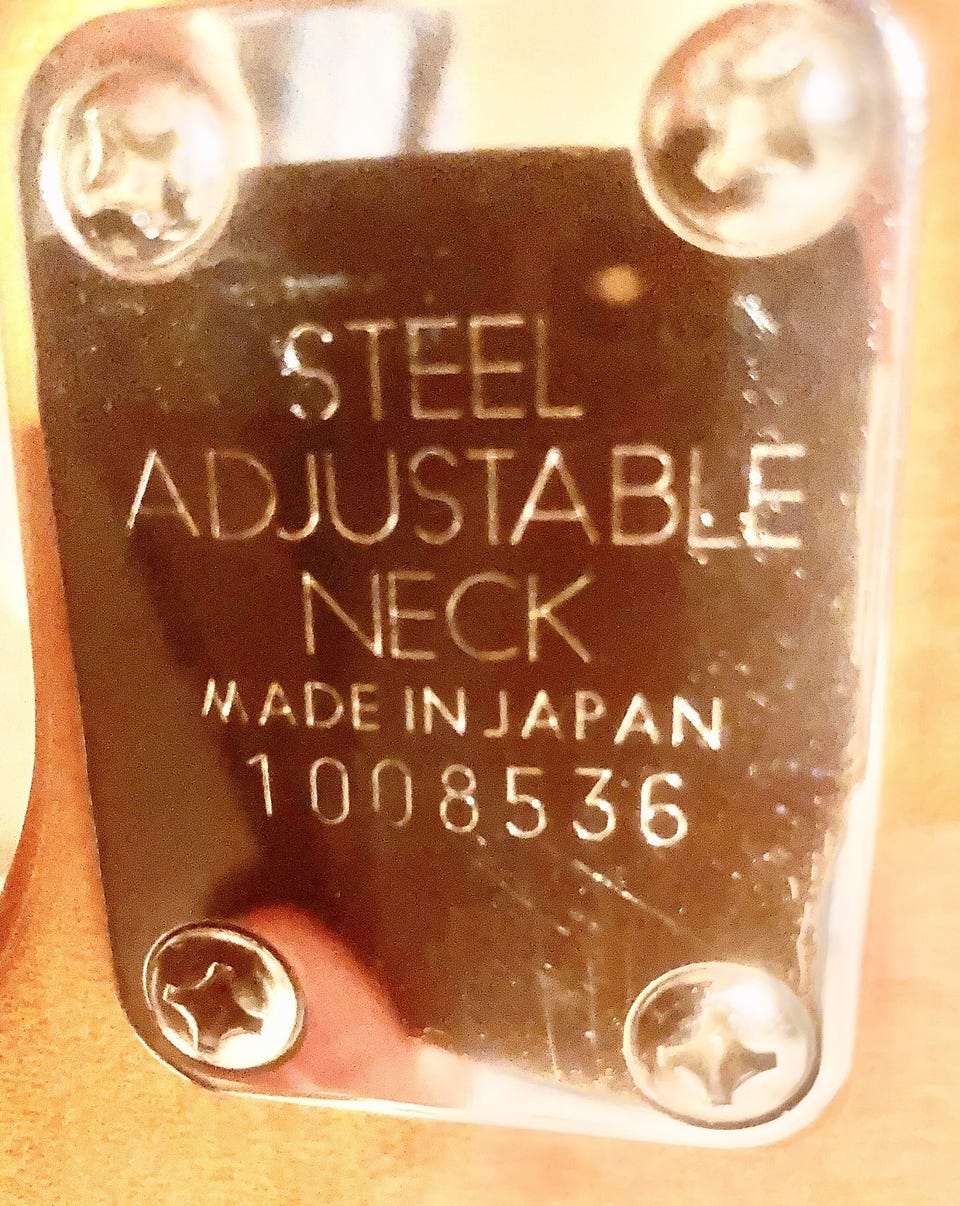 STEEL
ADJUSTABLE
NECK
MADE IN JAPAN
1008536